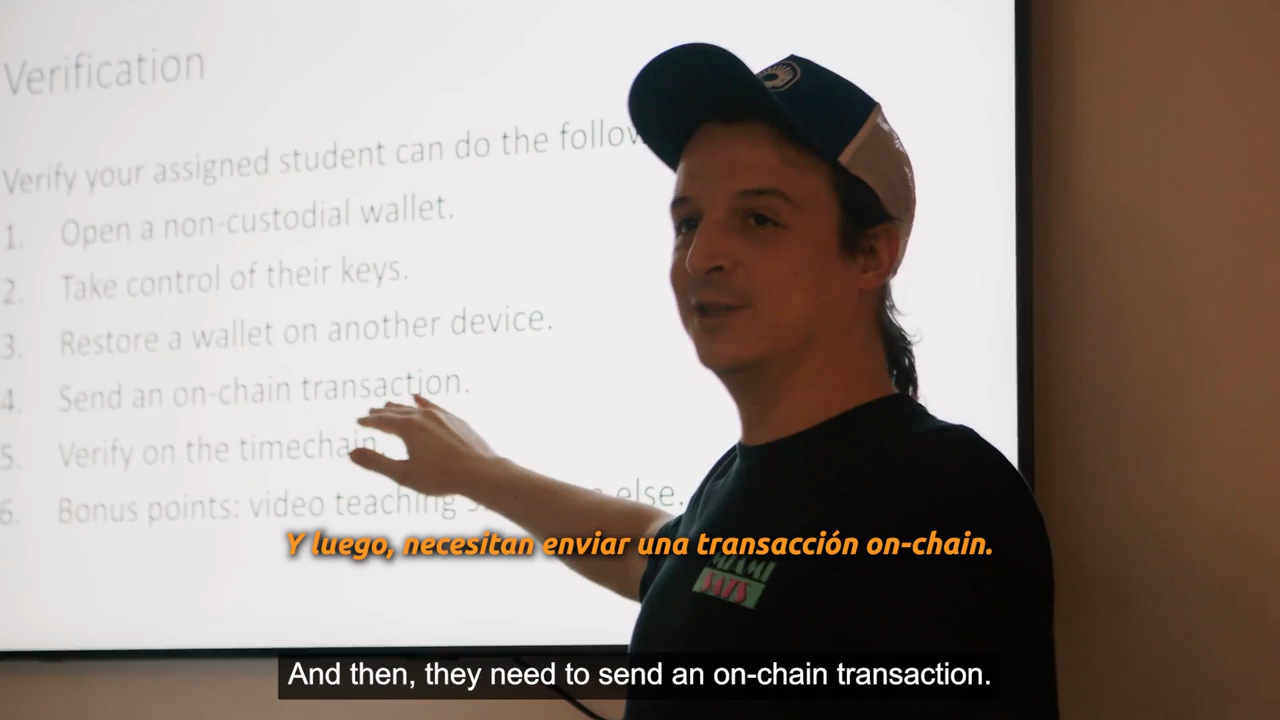 Verification
Verify your assigned student can do the
1. Open a non-custodial wallet.
2. Take control of their keys.
3. Restore a wallet on another device.
4. Send an on-chain transaction.
5. Verify on the timechain.
6. Bonus points: video teaching else.
Y luego, necesitan enviar una transacción on-chain.
MIAMI
SATS
And then, they need to send an on-chain transaction.